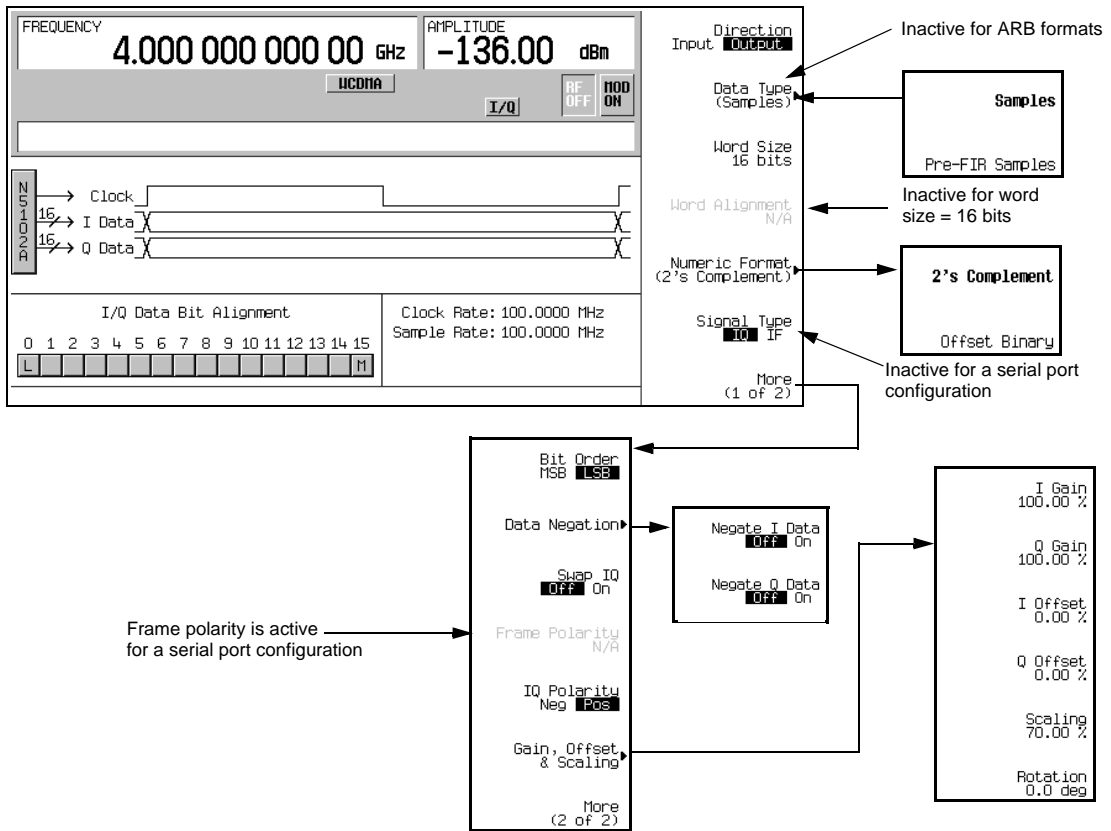 FREQUENCY
4.000 000 000 00 GHz
AMPLITUDE
-136.00 dBm
WCDMA
I/Q
RF OFF
MOD ON
N5102A
Clock
16 I Data
16 Q Data
I/Q Data Bit Alignment
0 1 2 3 4 5 6 7 8 9 10 11 12 13 14 15
L M
Clock Rate: 100.0000 MHz
Sample Rate: 100.0000 MHz
Direction
Input Output
Data Type
(Samples)
Word Size
16 bits
Word Alignment
N/A
Numeric Format
(2's Complement)
Signal Type
IQ IF
More
(1 of 2)
Inactive for ARB formats
Samples
Pre-FIR Samples
Inactive for word
size = 16 bits
2's Complement
Offset Binary
Inactive for a serial port
configuration
Bit Order
MSB LSB
Data Negation
Swap IQ
Off On
Frame Polarity
N/A
IQ Polarity
Neg Pos
Gain, Offset
& Scaling
More
(2 of 2)
Frame polarity is active
for a serial port configuration
Negate I Data
Off On
Negate Q Data
Off On
I Gain
100.00 %
Q Gain
100.00 %
I Offset
0.00 %
Q Offset
0.00 %
Scaling
70.00 %
Rotation
0.0 deg